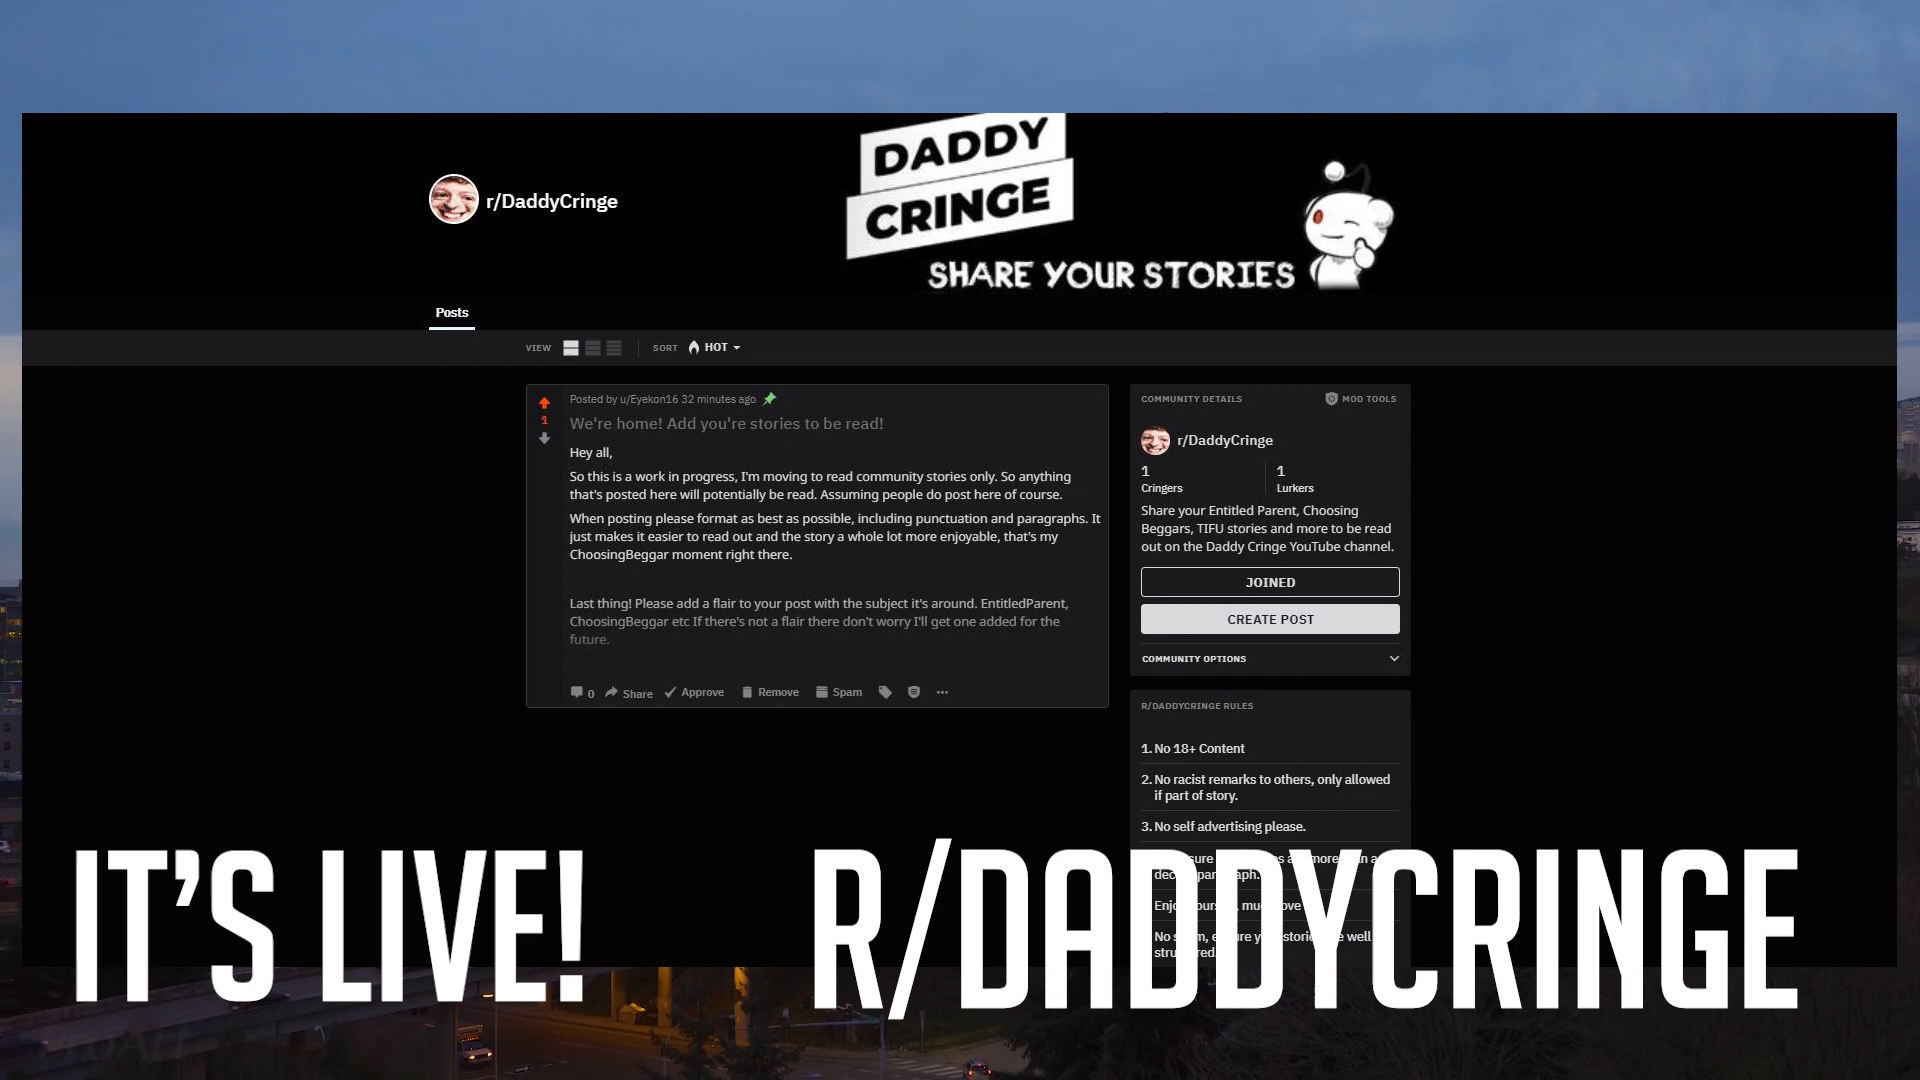 DADDY
CRINGE
SHARE YOUR STORIES
r/DaddyCringe
Posts
VIEW
SORT
HOT
Posted by u/Eyekon16 32 minutes ago
We're home! Add you're stories to be read!
Hey all,
So this is a work in progress, I'm moving to read community stories only. So anything
that's posted here will potentially be read. Assuming people do post here of course.
When posting please format as best as possible, including punctuation and paragraphs. It
just makes it easier to read out and the story a whole lot more enjoyable, that's my
ChoosingBeggar moment right there.
Last thing! Please add a flair to your post with the subject it's around. EntitledParent,
ChoosingBeggar etc If there's not a flair there don't worry I'll get one added for the
future.
1
0 Share Approve Remove Spam
COMMUNITY DETAILS
MOD TOOLS
r/DaddyCringe
1 1
Cringers Lurkers
Share your Entitled Parent, Choosing
Beggars, TIFU stories and more to be read
out on the Daddy Cringe YouTube channel.
JOINED
CREATE POST
COMMUNITY OPTIONS
R/DADDYCRINGE RULES
1. No 18+ Content
2. No racist remarks to others, only allowed
if part of story.
3. No self advertising please.
No
well
IT'S LIVE!
R/DADDYCRINGE